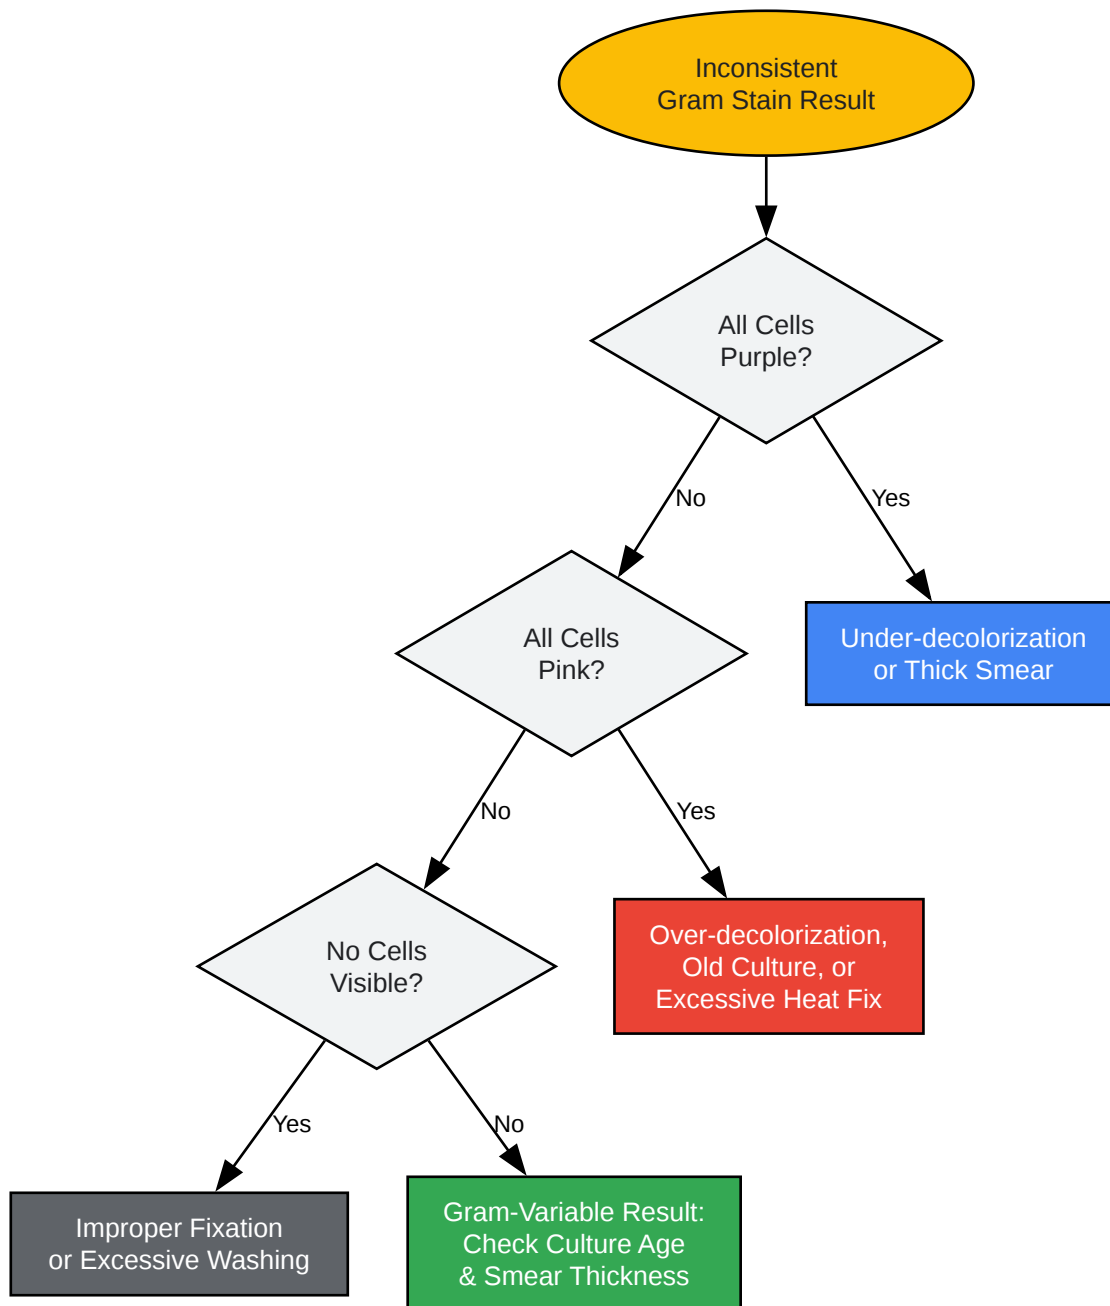 Inconsistent
Gram Stain Result
All Cells
Purple?
No
Yes
All Cells
Pink?
Under-decolorization
or Thick Smear
No
Yes
No Cells
Visible?
Over-decolorization,
Old Culture, or
Excessive Heat Fix
Yes
No
Improper Fixation
or Excessive Washing
Gram-Variable Result:
Check Culture Age
& Smear Thickness